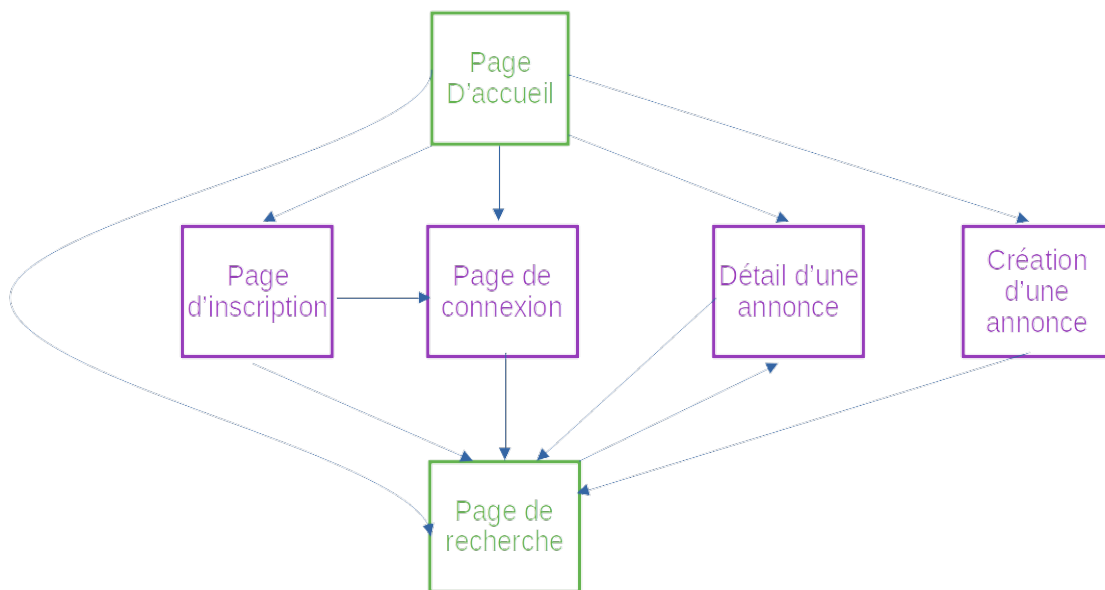 Page
D'accueil
Page
d'inscription
Page de
connexion
Détail d'une
annonce
Création
d'une
annonce
Page de
recherche